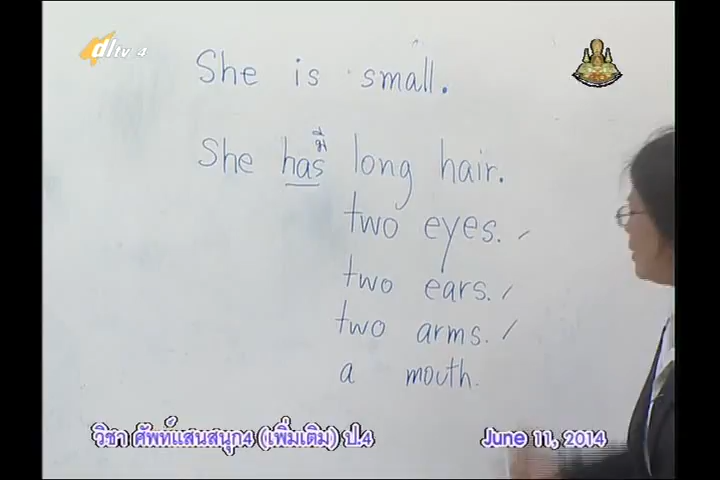 dltv 4
She is small.
มี
She has long hair.
two eyes.
two ears.
two arms.
a mouth.
วิชา ศัพท์แสนสนุก4 (เพิ่มเติม) ป.4
June 11, 2014